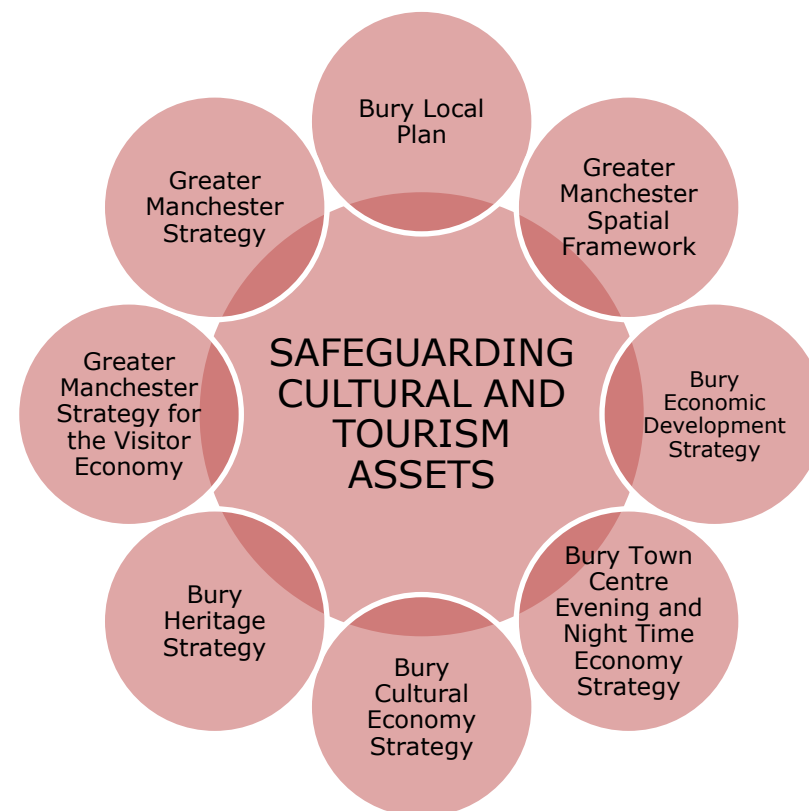 Bury Local
Plan
Greater
Manchester
Spatial
Framework
Bury
Economic
Development
Strategy
Bury Town
Centre
Evening and
Night Time
Economy
Strategy
Bury
Cultural
Economy
Strategy
Bury
Heritage
Strategy
Greater
Manchester
Strategy for
the Visitor
Economy
Greater
Manchester
Strategy
SAFEGUARDING
CULTURAL AND
TOURISM
ASSETS